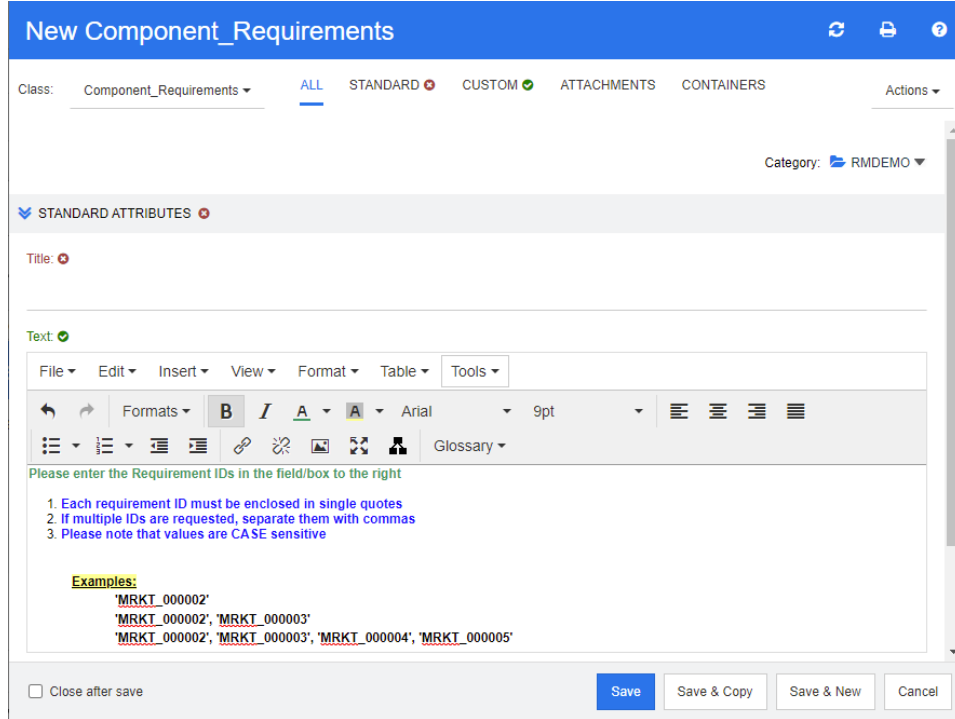 New Component_Requirements
Class: Component_Requirements ALL STANDARD CUSTOM ATTACHMENTS CONTAINERS Actions
Category: RMDEMO
STANDARD ATTRIBUTES
Title:
Text:
File Edit Insert View Format Table Tools
Formats B I A A Arial 9pt
Glossary
Please enter the Requirement IDs in the field/box to the right
1. Each requirement ID must be enclosed in single quotes
2. If multiple IDs are requested, separate them with commas
3. Please note that values are CASE sensitive
Examples:
'MRKT_000002'
'MRKT_000002', 'MRKT_000003'
'MRKT_000002', 'MRKT_000003', 'MRKT_000004', 'MRKT_000005'
Close after save Save Save & Copy Save & New Cancel